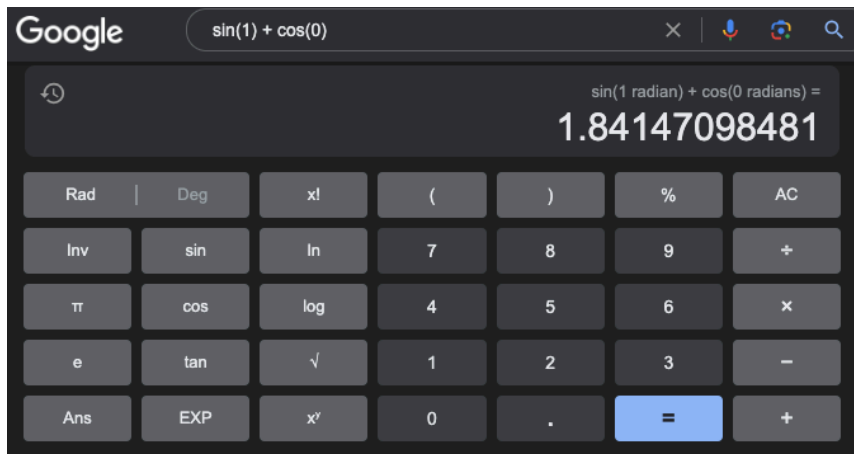 Google sin(1) + cos(0)
sin(1 radian) + cos(0 radians) =
1.84147098481
Rad | Deg x! ( ) % AC
Inv sin ln 7 8 9 ÷
π cos log 4 5 6 ×
e tan √ 1 2 3 −
Ans EXP xʸ 0 . = +